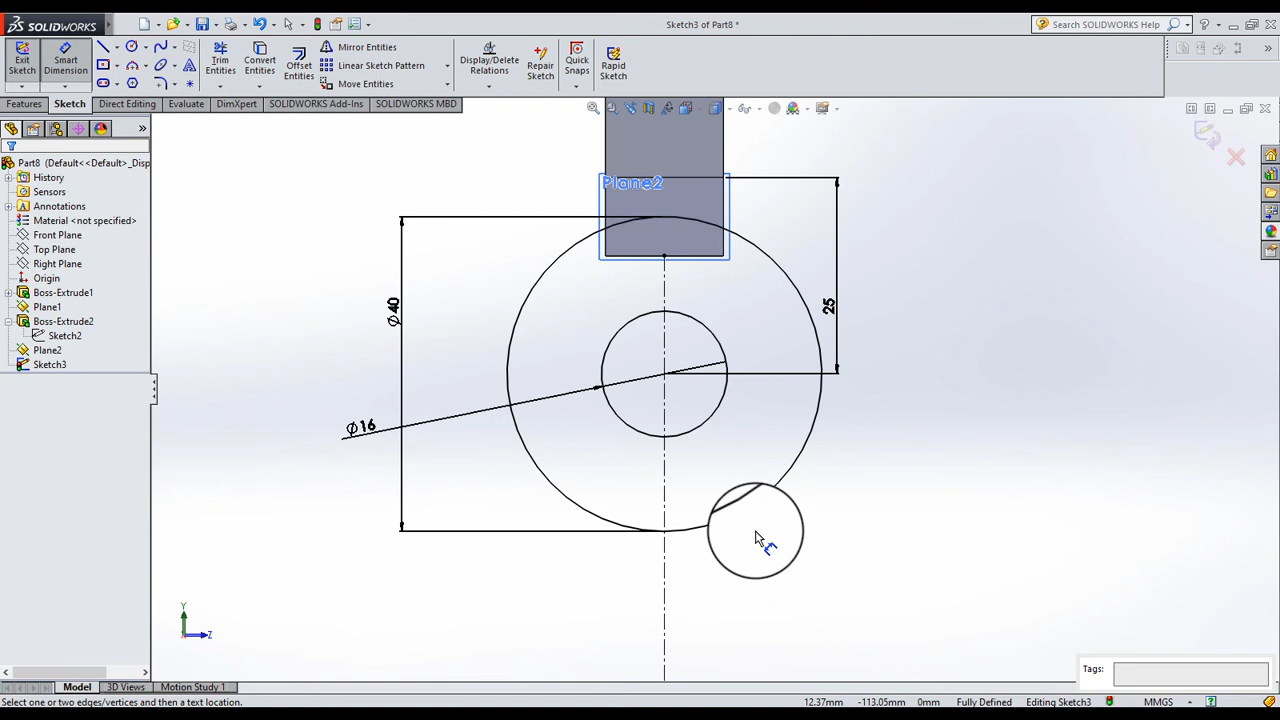 SOLIDWORKS
Sketch3 of Part8 *
Search SOLIDWORKS Help
Exit Sketch
Smart Dimension
Trim Entities
Convert Entities
Offset Entities
Mirror Entities
Linear Sketch Pattern
Move Entities
Display/Delete Relations
Repair Sketch
Quick Snaps
Rapid Sketch
Features
Sketch
Direct Editing
Evaluate
DimXpert
SOLIDWORKS Add-Ins
SOLIDWORKS MBD
Part8 (Default<<Default>_Disp
History
Sensors
Annotations
Material <not specified>
Front Plane
Top Plane
Right Plane
Origin
Boss-Extrude1
Plane1
Boss-Extrude2
Sketch2
Plane2
Sketch3
Plane2
⌀40
25
⌀16
Y
Z
Tags:
Model
3D Views
Motion Study 1
Select one or two edges/vertices and then a text location.
12.37mm
-113.05mm
0mm
Fully Defined
Editing Sketch3
MMGS